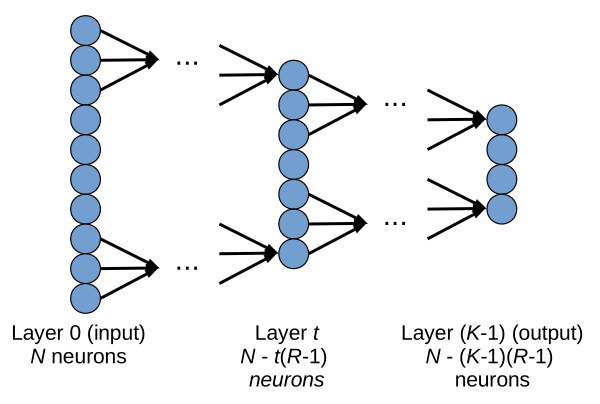 ...
...
...
...
Layer 0 (input)
N neurons
Layer t
N - t(R-1)
neurons
Layer (K-1) (output)
N - (K-1)(R-1)
neurons